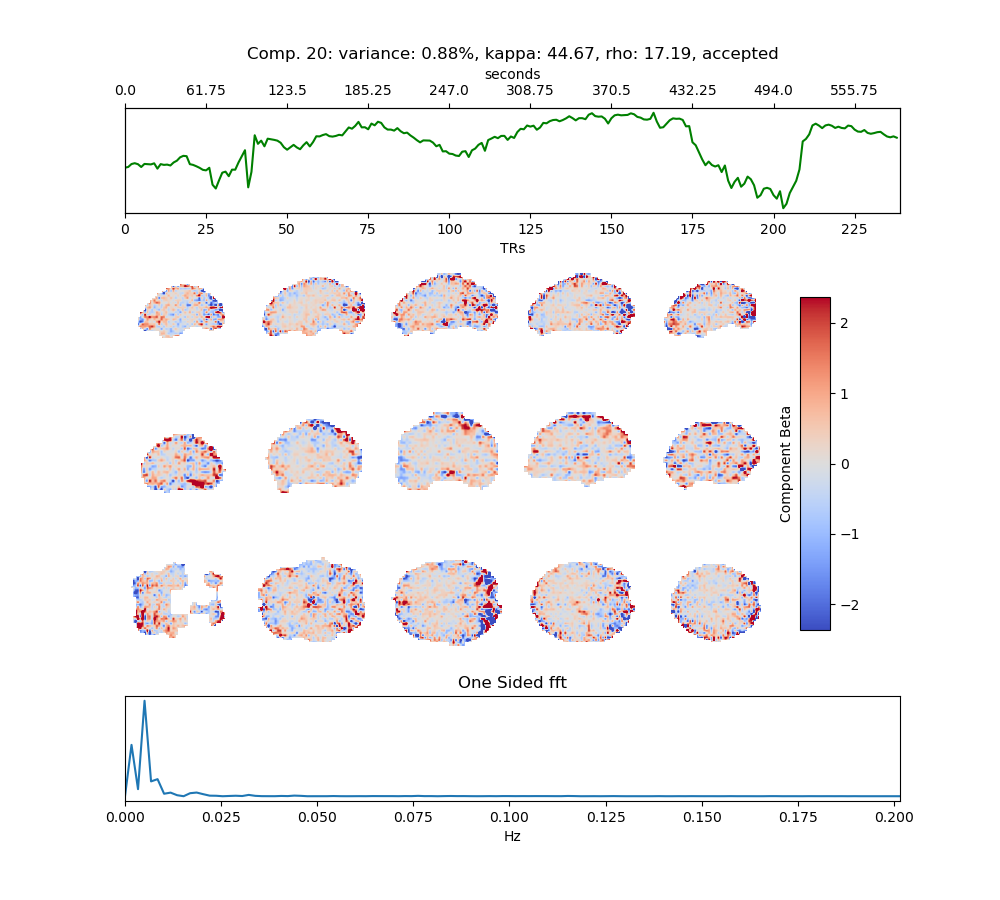 Comp. 20: variance: 0.88%, kappa: 44.67, rho: 17.19, accepted
seconds
0.0 61.75 123.5 185.25 247.0 308.75 370.5 432.25 494.0 555.75
0 25 50 75 100 125 150 175 200 225
TRs
2
1
0
−1
−2
Component Beta
One Sided fft
0.000 0.025 0.050 0.075 0.100 0.125 0.150 0.175 0.200
Hz